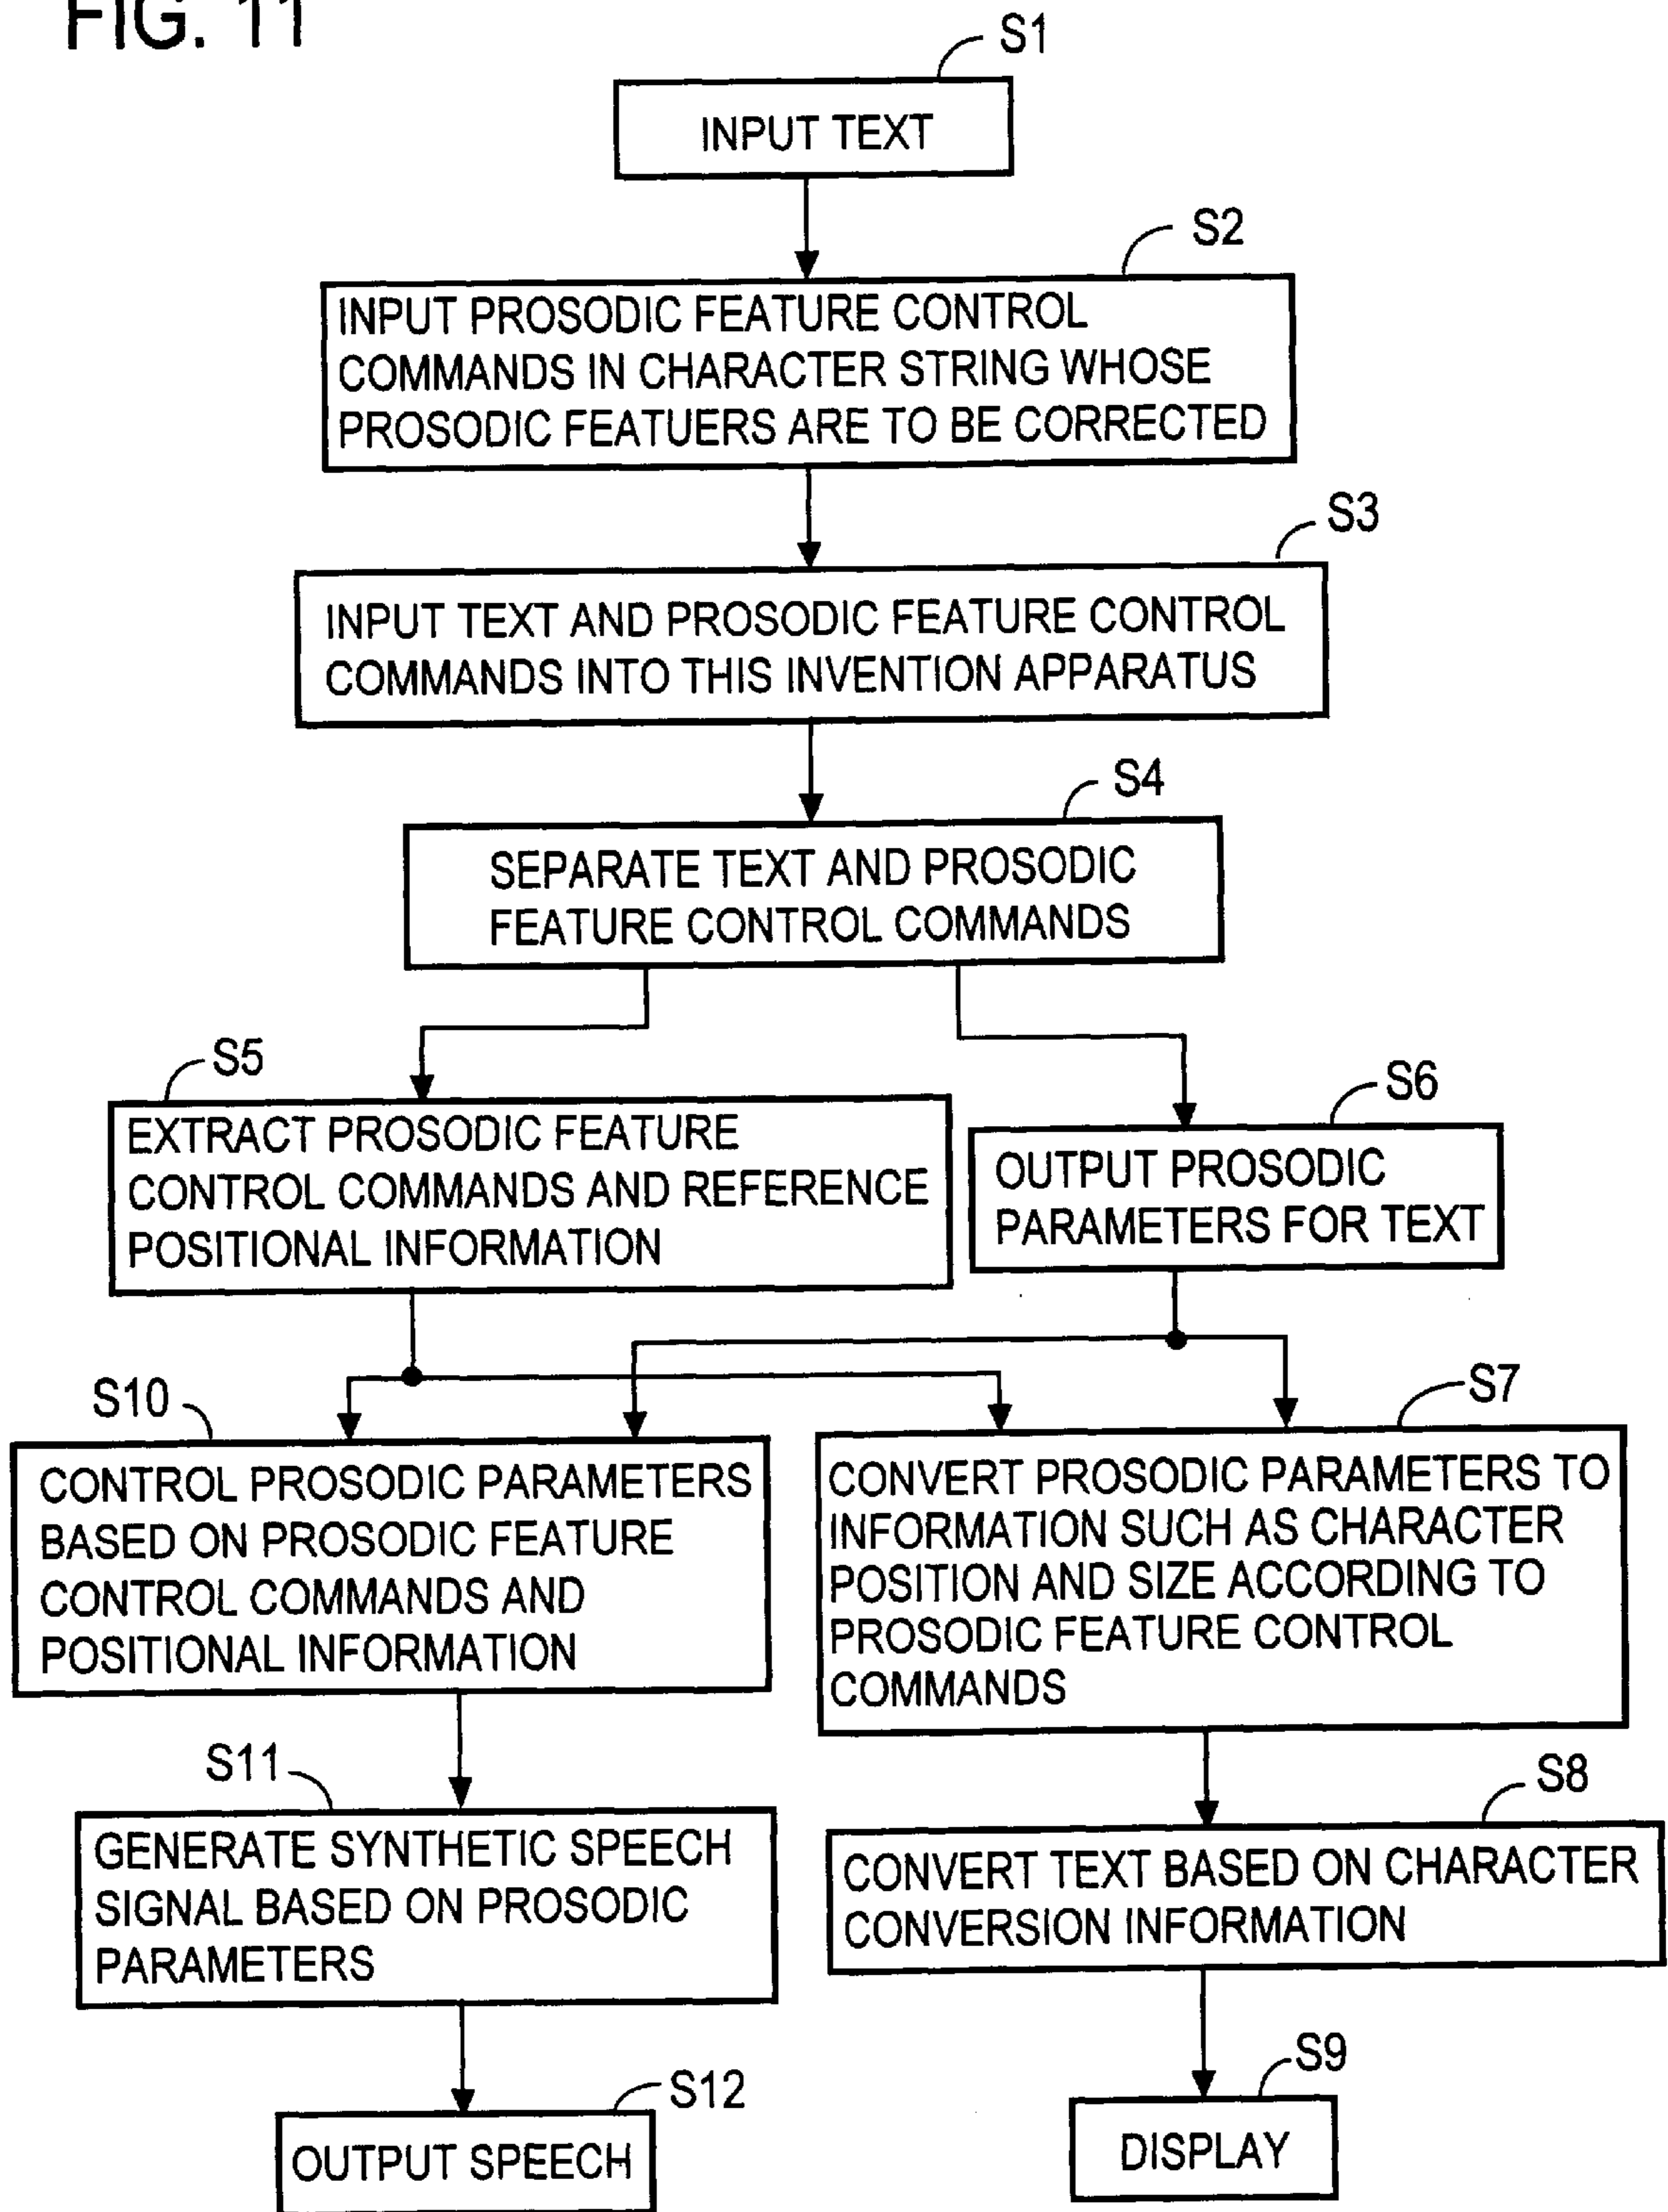 FIG. 11
S1
INPUT TEXT
S2
INPUT PROSODIC FEATURE CONTROL
COMMANDS IN CHARACTER STRING WHOSE
PROSODIC FEATUERS ARE TO BE CORRECTED
S3
INPUT TEXT AND PROSODIC FEATURE CONTROL
COMMANDS INTO THIS INVENTION APPARATUS
S4
SEPARATE TEXT AND PROSODIC
FEATURE CONTROL COMMANDS
S5
EXTRACT PROSODIC FEATURE
CONTROL COMMANDS AND REFERENCE
POSITIONAL INFORMATION
S6
OUTPUT PROSODIC
PARAMETERS FOR TEXT
S10
CONTROL PROSODIC PARAMETERS
BASED ON PROSODIC FEATURE
CONTROL COMMANDS AND
POSITIONAL INFORMATION
S7
CONVERT PROSODIC PARAMETERS TO
INFORMATION SUCH AS CHARACTER
POSITION AND SIZE ACCORDING TO
PROSODIC FEATURE CONTROL
COMMANDS
S11
GENERATE SYNTHETIC SPEECH
SIGNAL BASED ON PROSODIC
PARAMETERS
S8
CONVERT TEXT BASED ON CHARACTER
CONVERSION INFORMATION
S12
OUTPUT SPEECH
S9
DISPLAY